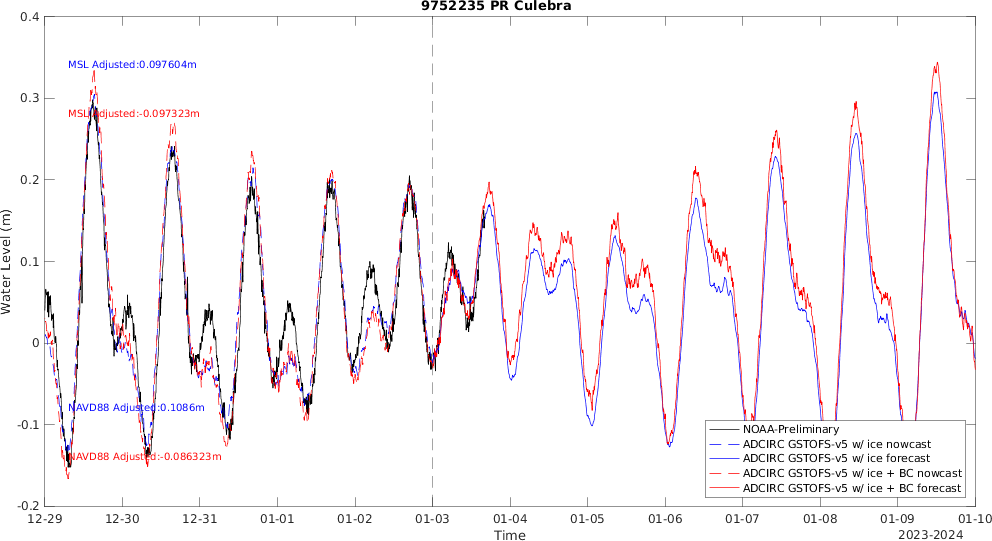 9752235 PR Culebra
0.4
0.3
0.2
0.1
0
-0.1
-0.2
Water Level (m)
MSL Adjusted:0.097604m
MSL Adjusted:-0.097323m
NAVD88 Adjusted:0.1086m
NAVD88 Adjusted:-0.086323m
NOAA-Preliminary
ADCIRC GSTOFS-v5 w/ ice nowcast
ADCIRC GSTOFS-v5 w/ ice forecast
ADCIRC GSTOFS-v5 w/ ice + BC nowcast
ADCIRC GSTOFS-v5 w/ ice + BC forecast
12-29 12-30 12-31 01-01 01-02 01-03 01-04 01-05 01-06 01-07 01-08 01-09 01-10
Time
2023-2024